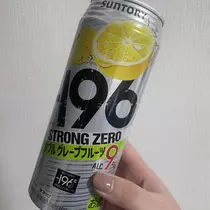 SUNTORY
-196
STRONG ZERO
ダブル グレープフルーツ
ALC. 9%
-196℃